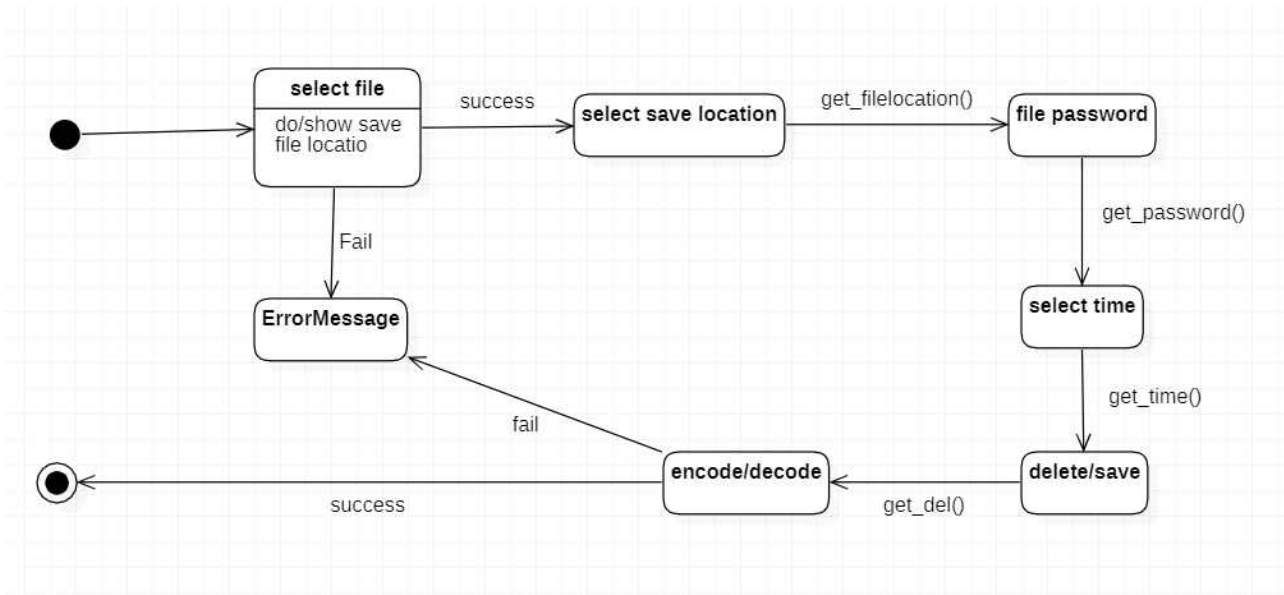 select file
do/show save
file locatio
success
select save location
get_filelocation()
file password
get_password()
Fail
ErrorMessage
select time
get_time()
fail
encode/decode
delete/save
get_del()
success